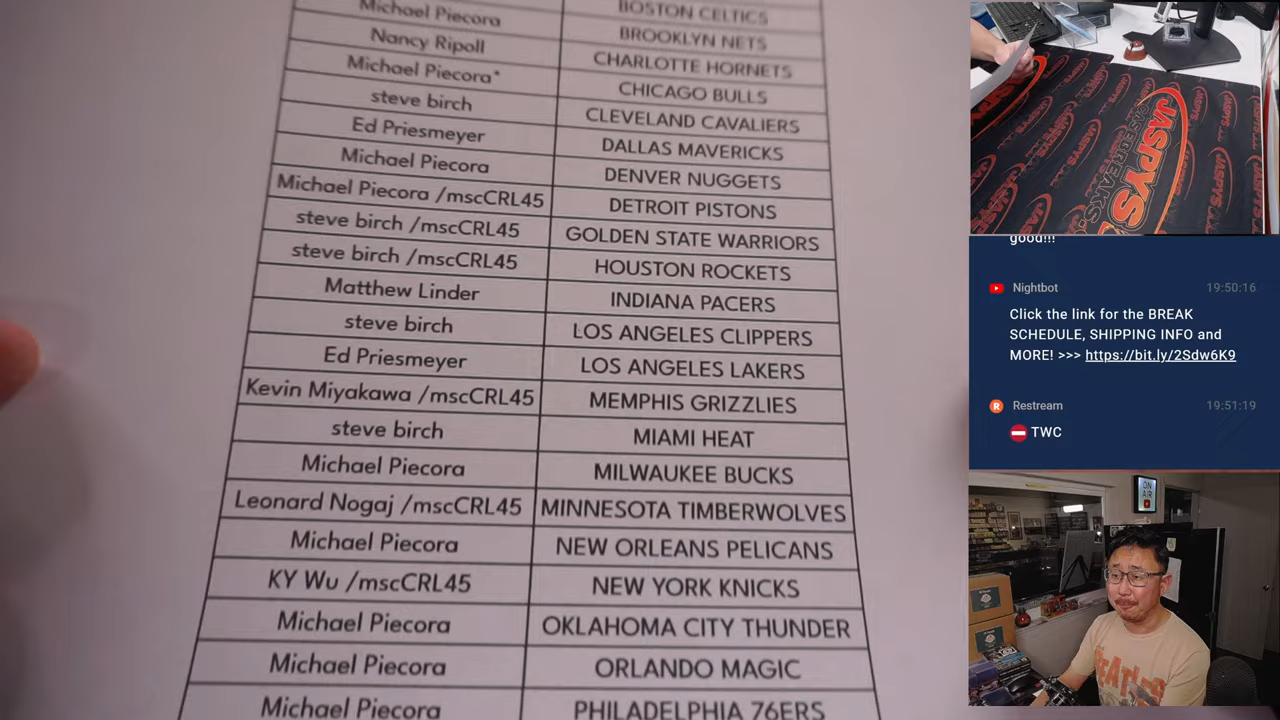 Michael Piecora BOSTON CELTICS
Nancy Ripoll BROOKLYN NETS
Michael Piecora* CHARLOTTE HORNETS
steve birch CHICAGO BULLS
Ed Priesmeyer CLEVELAND CAVALIERS
Michael Piecora DALLAS MAVERICKS
Michael Piecora /mscCRL45 DENVER NUGGETS
steve birch /mscCRL45 DETROIT PISTONS
steve birch /mscCRL45 GOLDEN STATE WARRIORS
Matthew Linder HOUSTON ROCKETS
steve birch INDIANA PACERS
Ed Priesmeyer LOS ANGELES CLIPPERS
Kevin Miyakawa /mscCRL45 LOS ANGELES LAKERS
steve birch MEMPHIS GRIZZLIES
Michael Piecora MIAMI HEAT
Leonard Nogaj /mscCRL45 MILWAUKEE BUCKS
Michael Piecora MINNESOTA TIMBERWOLVES
KY Wu /mscCRL45 NEW ORLEANS PELICANS
Michael Piecora NEW YORK KNICKS
Michael Piecora OKLAHOMA CITY THUNDER
Michael Piecora ORLANDO MAGIC
PHILADELPHIA 76ERS
JASPYS
CASE BREAKS
good!!!
Nightbot 19:50:16
Click the link for the BREAK
SCHEDULE, SHIPPING INFO and
MORE! >>> https://bit.ly/2Sdw6K9
Restream 19:51:19
TWC
ON
AIR